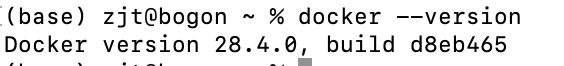 (base) zjt@bogon ~ % docker --version
Docker version 28.4.0, build d8eb465